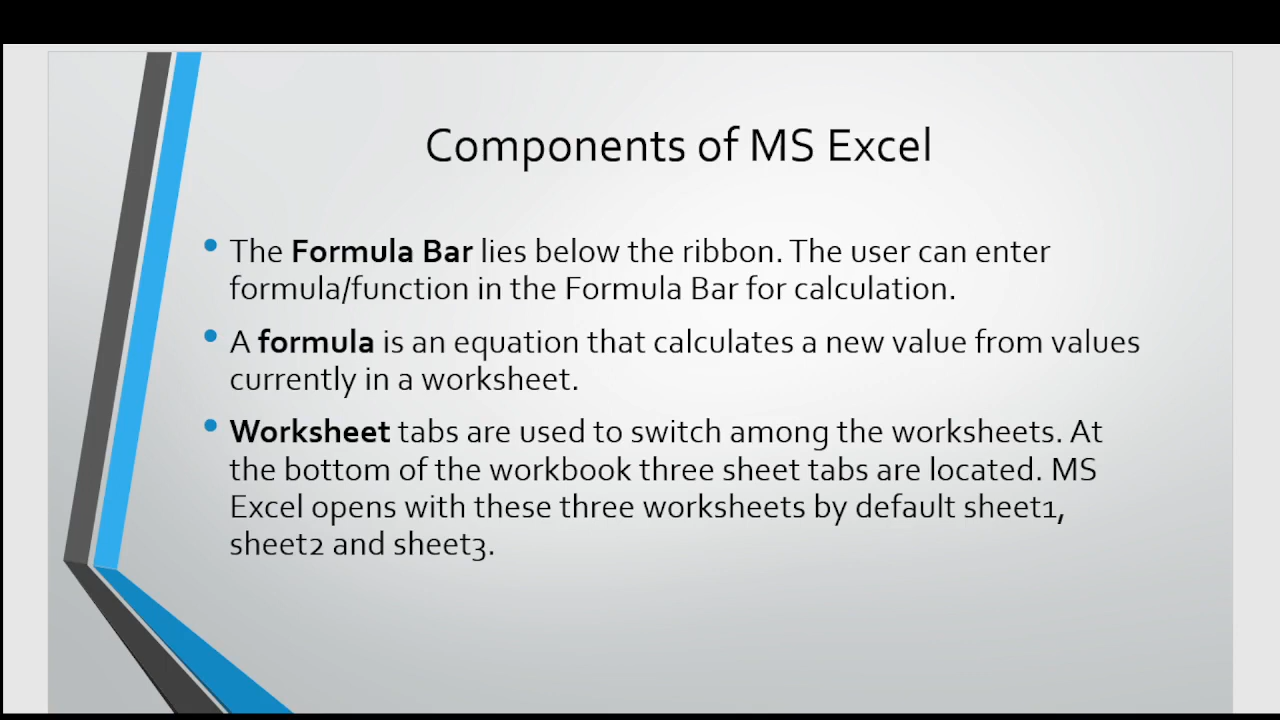 Components of MS Excel
The Formula Bar lies below the ribbon. The user can enter
formula/function in the Formula Bar for calculation.
A formula is an equation that calculates a new value from values
currently in a worksheet.
Worksheet tabs are used to switch among the worksheets. At
the bottom of the workbook three sheet tabs are located. MS
Excel opens with these three worksheets by default sheet1,
sheet2 and sheet3.